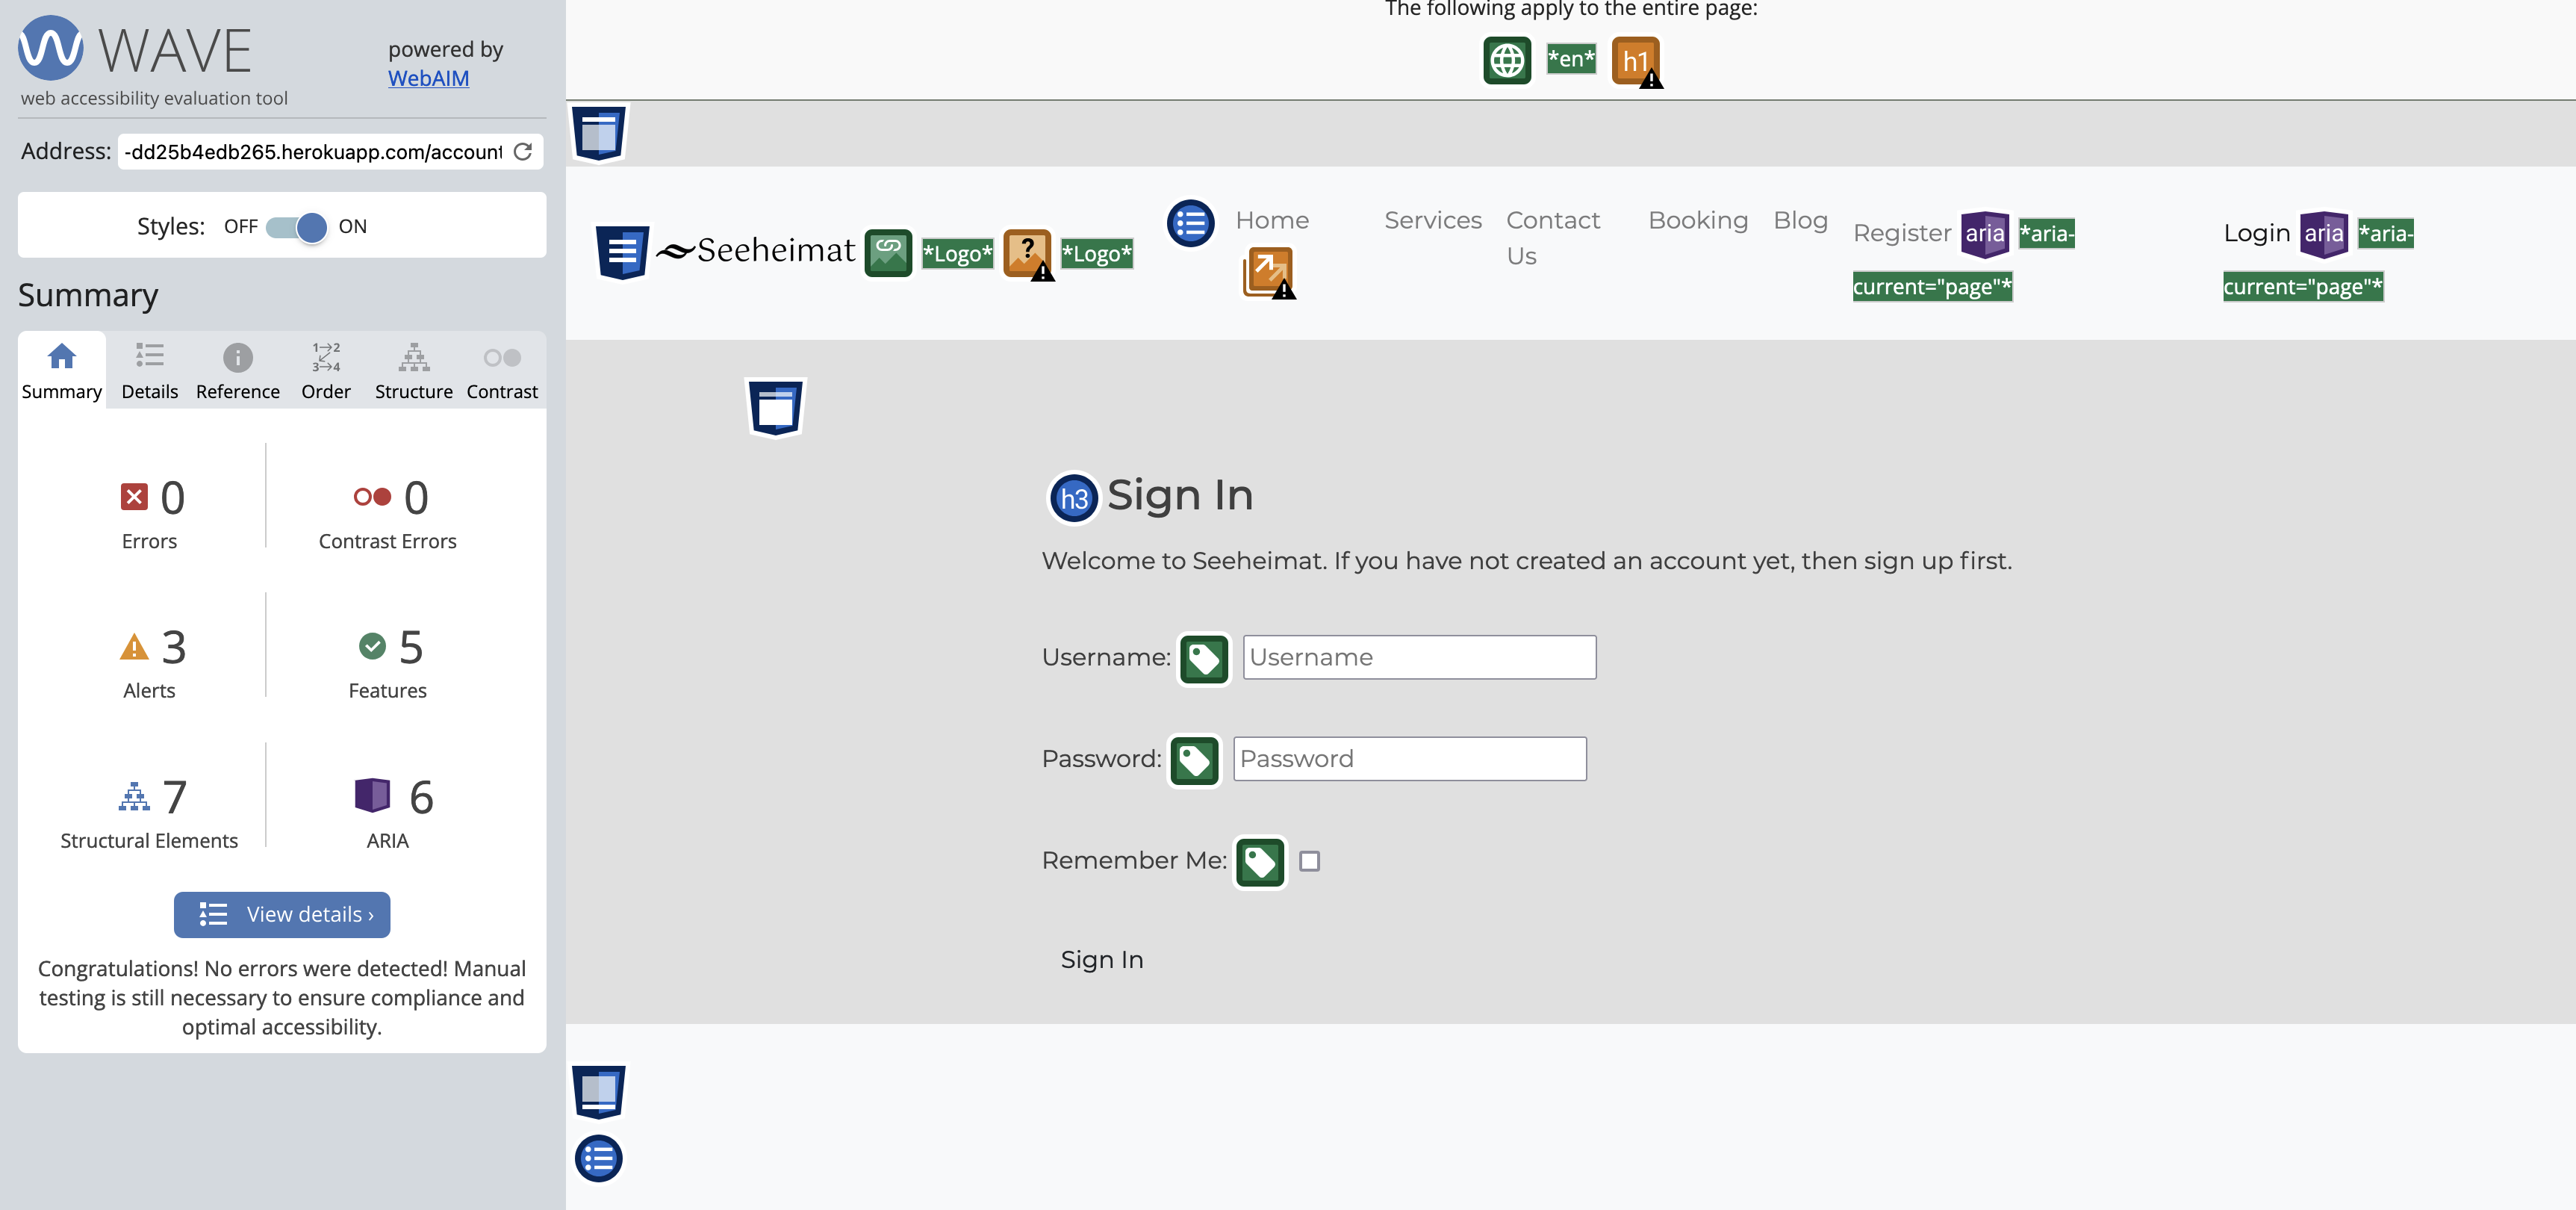 WAVE
powered by
WebAIM
web accessibility evaluation tool
Address: -dd25b4edb265.herokuapp.com/account
Styles: OFF ON
Summary
Summary Details Reference Order Structure Contrast
1→2
3→4
0 0
Errors Contrast Errors
3 5
Alerts Features
7 6
Structural Elements ARIA
View details ›
Congratulations! No errors were detected! Manual
testing is still necessary to ensure compliance and
optimal accessibility.
The following apply to the entire page:
*en* h1
Seeheimat *Logo* ? *Logo*
Home Services Contact Us Booking Blog
Register aria *aria-
current="page"*
Login aria *aria-
current="page"*
h3 Sign In
Welcome to Seeheimat. If you have not created an account yet, then sign up first.
Username: Username
Password: Password
Remember Me:
Sign In